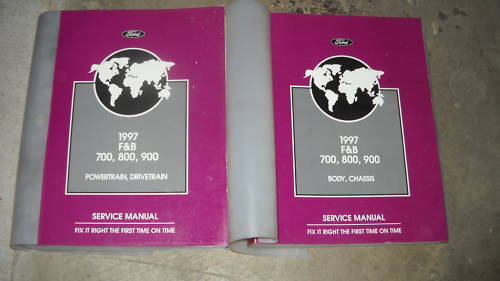 Ford
1997
F&B
700, 800, 900
POWERTRAIN, DRIVETRAIN
SERVICE MANUAL
FIX IT RIGHT THE FIRST TIME ON TIME
Ford
1997
F&B
700, 800, 900
BODY, CHASSIS
SERVICE MANUAL
FIX IT RIGHT THE FIRST TIME ON TIME